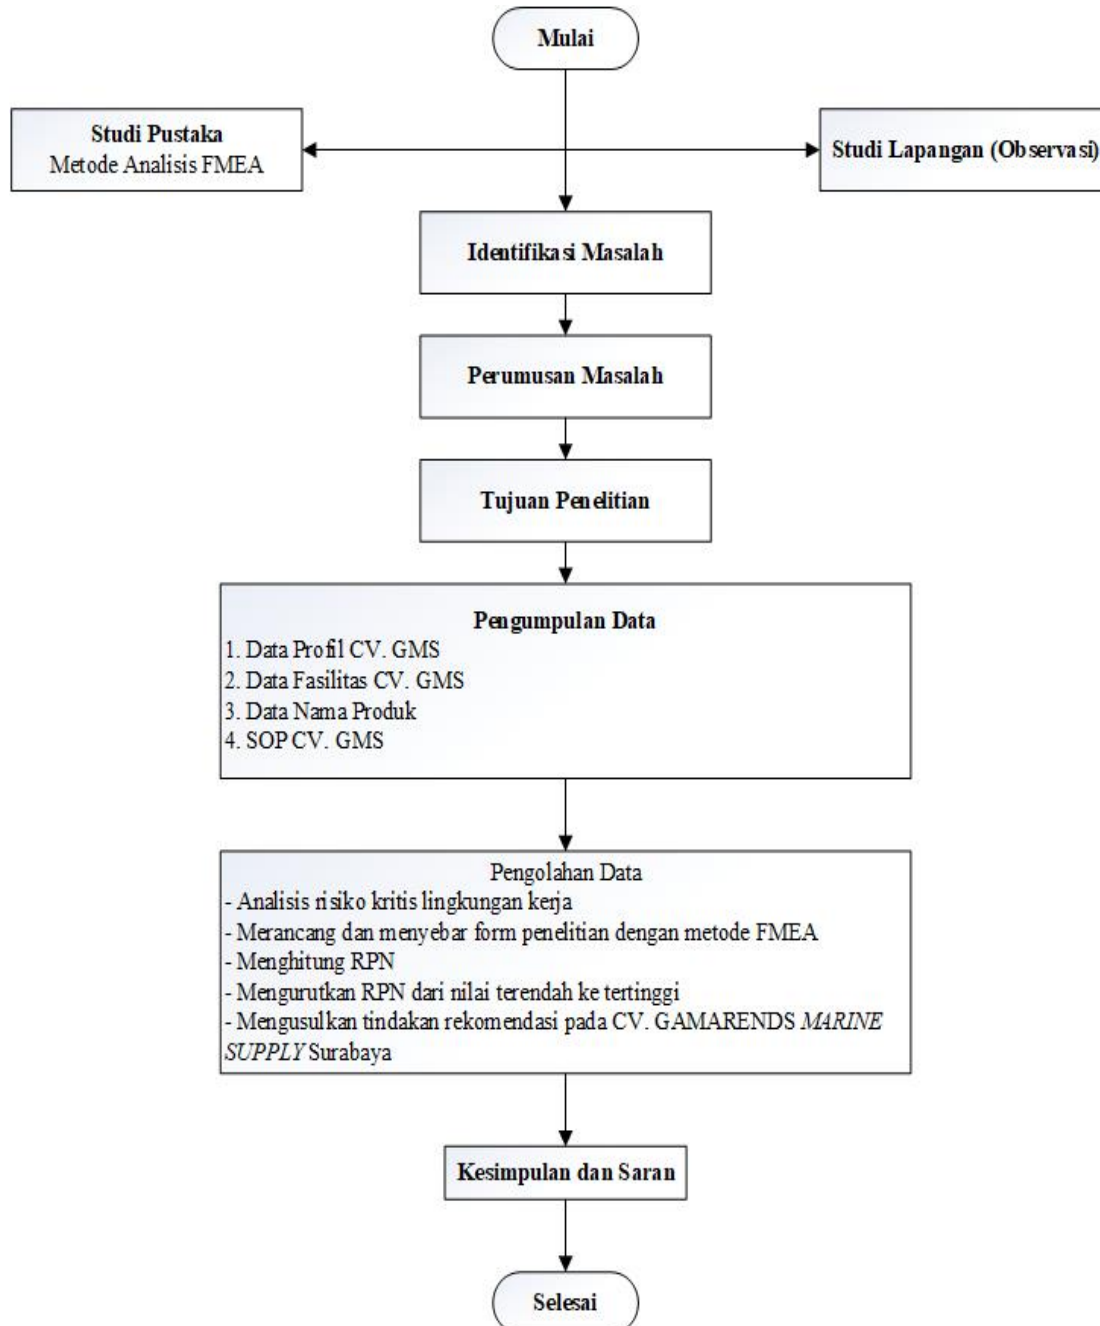 Mulai
Studi Pustaka
Metode Analisis FMEA
Studi Lapangan (Observasi)
Identifikasi Masalah
Perumusan Masalah
Tujuan Penelitian
Pengumpulan Data
1. Data Profil CV. GMS
2. Data Fasilitas CV. GMS
3. Data Nama Produk
4. SOP CV. GMS
Pengolahan Data
- Analisis risiko kritis lingkungan kerja
- Merancang dan menyebar form penelitian dengan metode FMEA
- Menghitung RPN
- Mengurutkan RPN dari nilai terendah ke tertinggi
- Mengusulkan tindakan rekomendasi pada CV. GAMARENDS MARINE
SUPPLY Surabaya
Kesimpulan dan Saran
Selesai